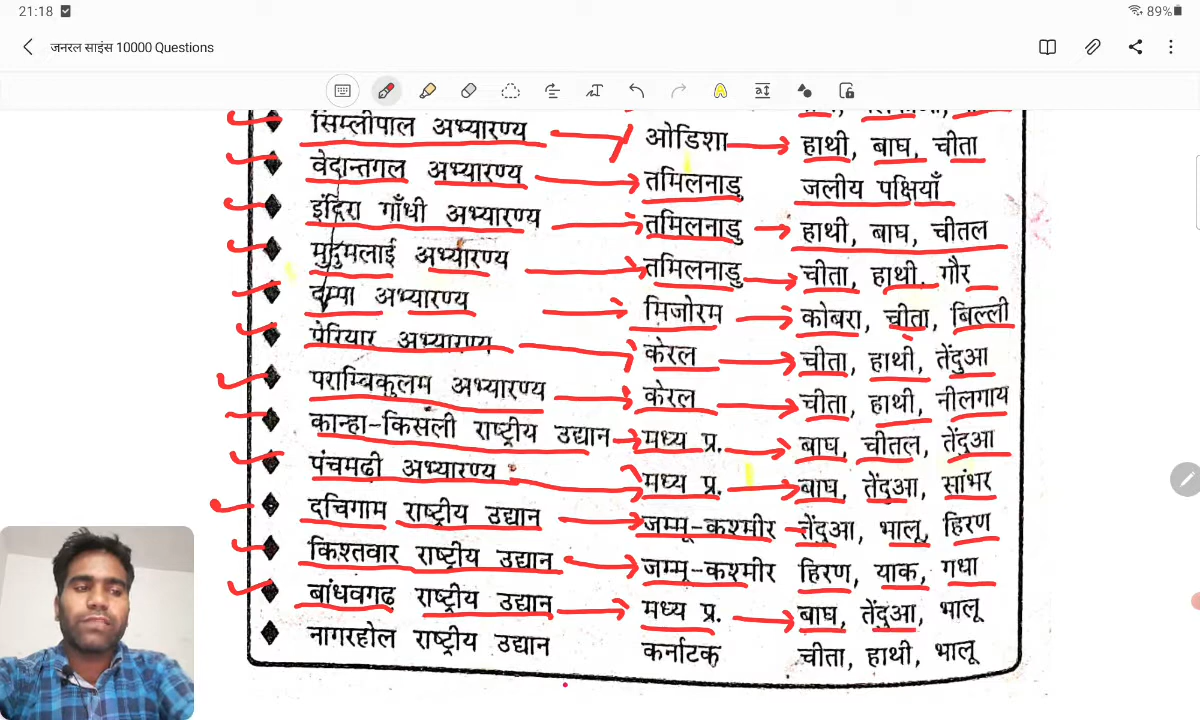 21:18 89%
जनरल साइंस 10000 Questions
सिम्लीपाल अभ्यारण्य ओडिशा हाथी, बाघ, चीता
वेदान्तगल अभ्यारण्य तमिलनाडु जलीय पक्षियाँ
इंदिरा गाँधी अभ्यारण्य तमिलनाडु हाथी, बाघ, चीतल
मुदुमलाई अभ्यारण्य तमिलनाडु चीता, हाथी, गौर
दम्पा अभ्यारण्य मिजोरम कोबरा, चीता, बिल्ली
पेरियार अभ्यारण्य केरल चीता, हाथी, तेंदुआ
पराम्बिकुलम अभ्यारण्य केरल चीता, हाथी, नीलगाय
कान्हा-किसली राष्ट्रीय उद्यान मध्य प्र. बाघ, चीतल, तेंदुआ
पंचमढी अभ्यारण्य मध्य प्र. बाघ, तेंदुआ, सांभर
दचिगाम राष्ट्रीय उद्यान जम्मू-कश्मीर तेंदुआ, भालू, हिरण
किश्तवार राष्ट्रीय उद्यान जम्मू-कश्मीर हिरण, याक, गधा
बांधवगढ राष्ट्रीय उद्यान मध्य प्र. बाघ, तेंदुआ, भालू
नागरहोल राष्ट्रीय उद्यान कर्नाटक चीता, हाथी, भालू